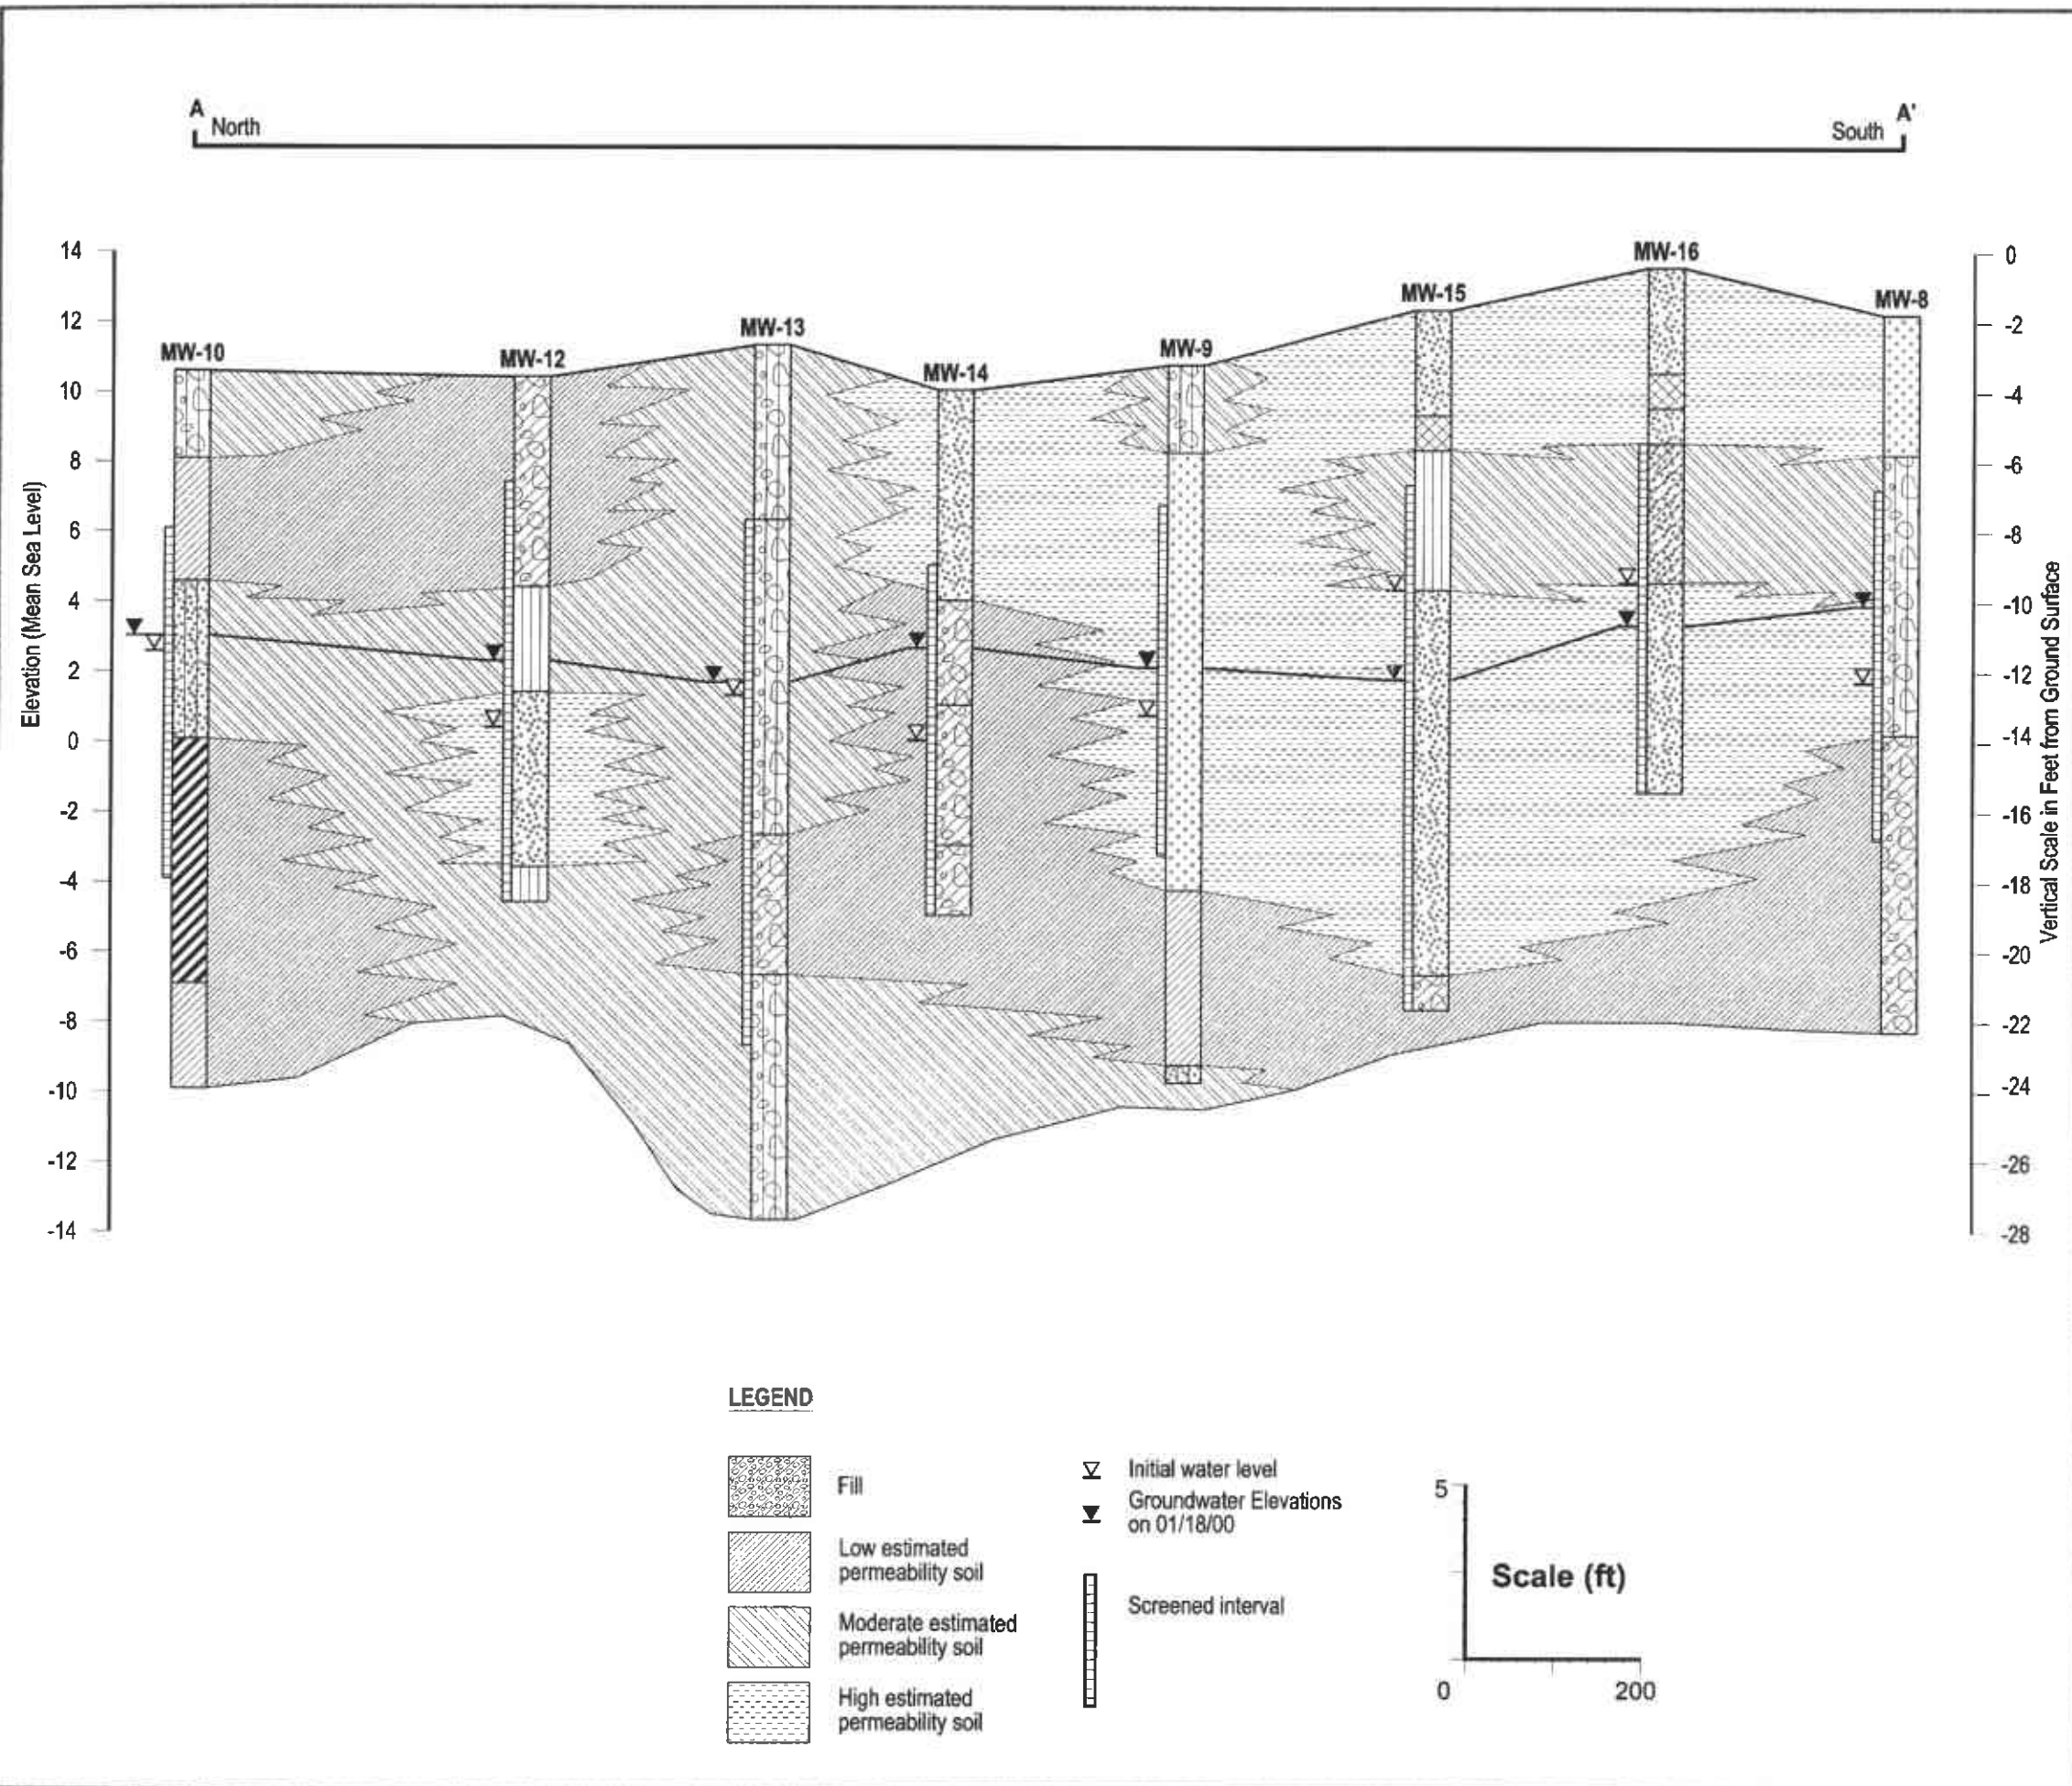 A
North
South
A'
14
12
10
8
6
4
2
0
-2
-4
-6
-8
-10
-12
-14
Elevation (Mean Sea Level)
MW-10
MW-12
MW-13
MW-14
MW-9
MW-15
MW-16
MW-8
0
-2
-4
-6
-8
-10
-12
-14
-16
-18
-20
-22
-24
-26
-28
Vertical Scale in Feet from Ground Surface
LEGEND
Fill
Low estimated
permeability soil
Moderate estimated
permeability soil
High estimated
permeability soil
Initial water level
Groundwater Elevations
on 01/18/00
Screened interval
5
Scale (ft)
0
200